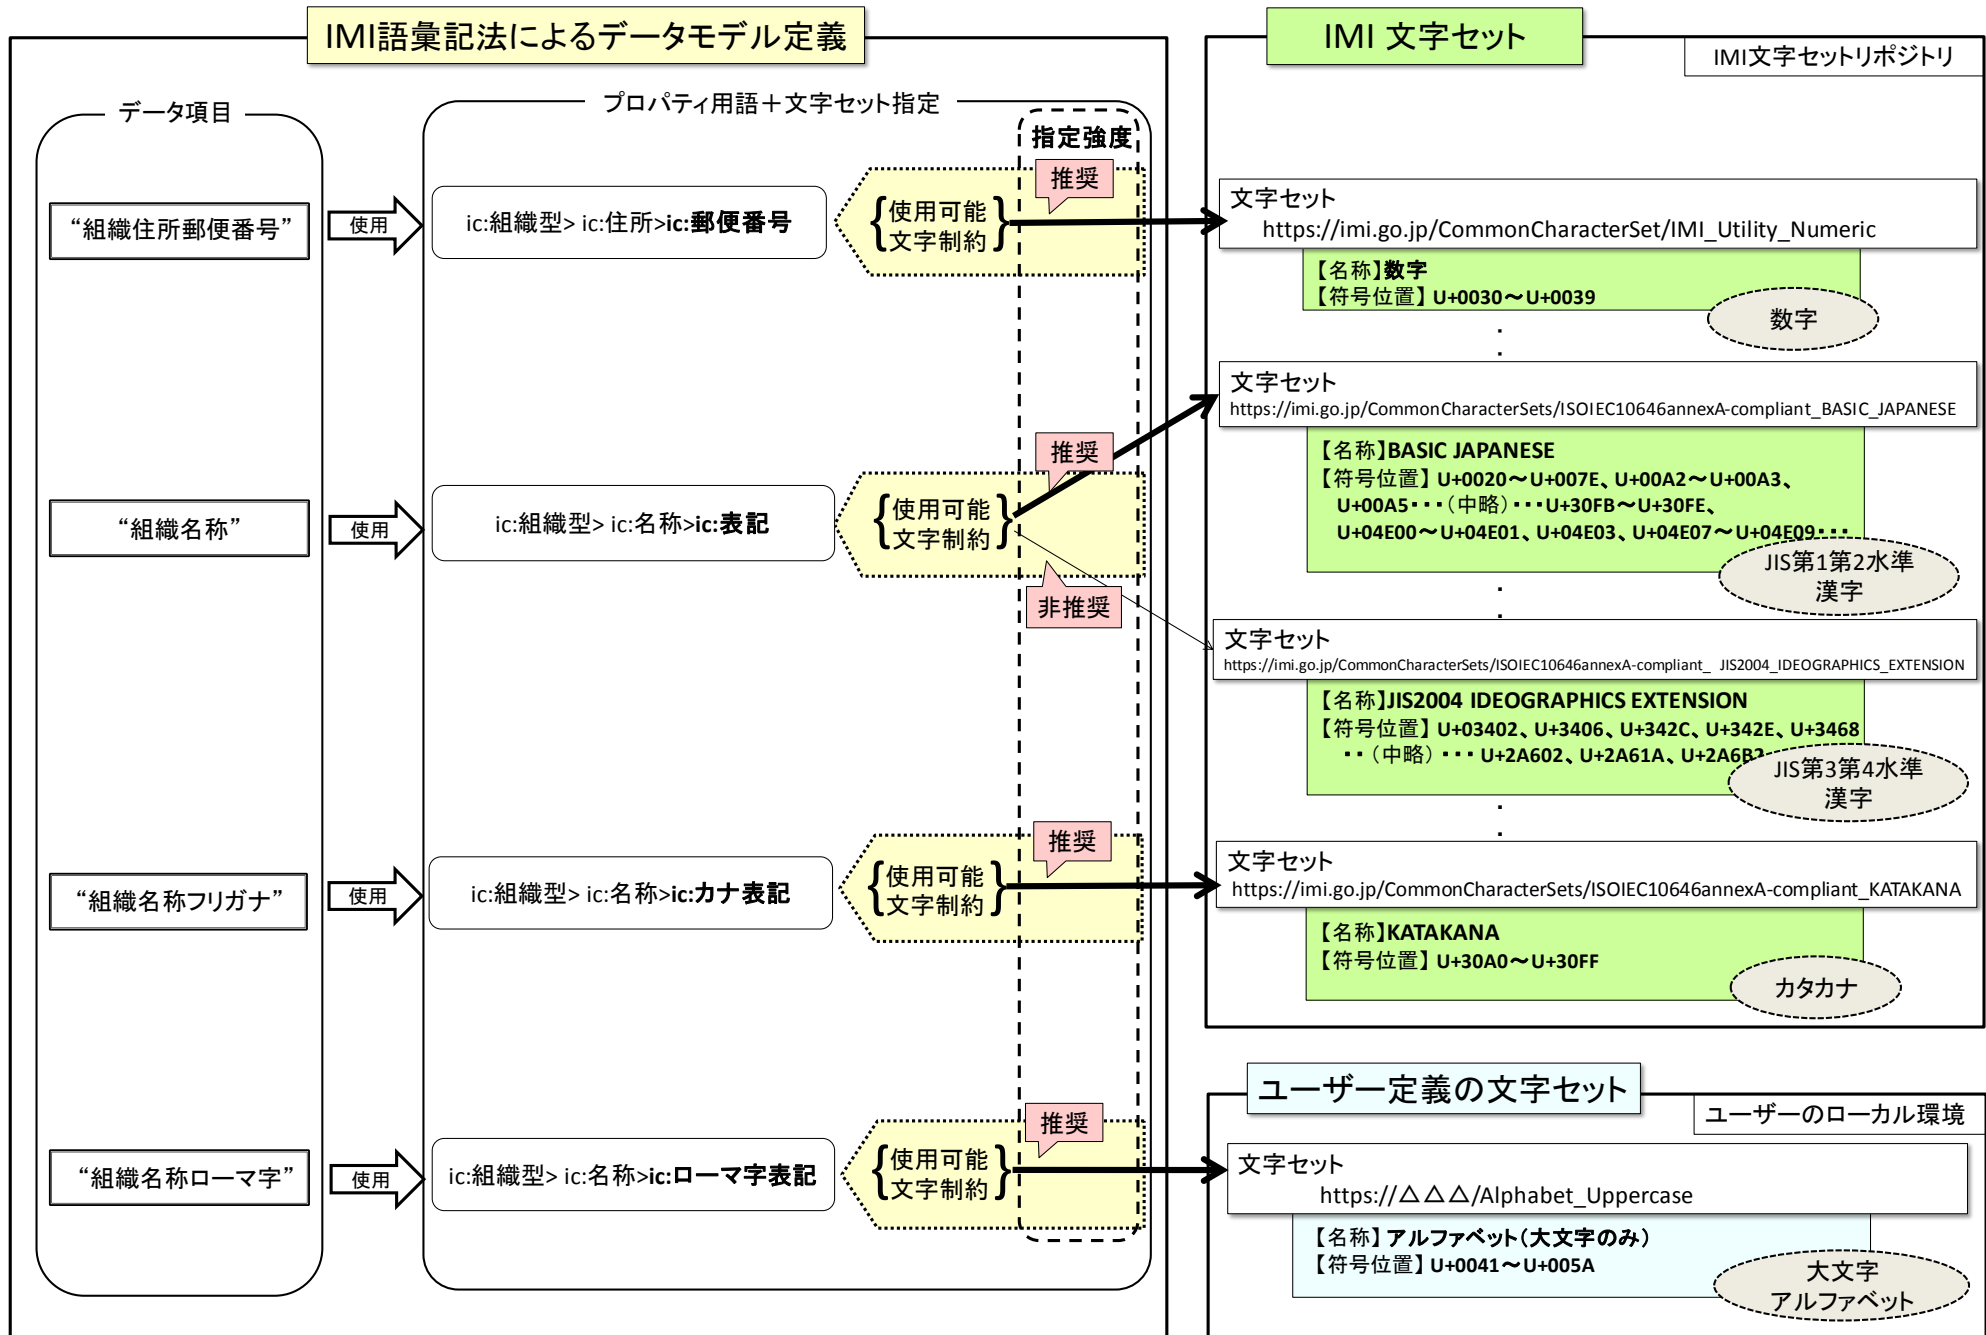 IMI語彙記法によるデータモデル定義
データ項目
プロパティ用語＋文字セット指定
指定強度
“組織住所郵便番号”
使用
ic:組織型> ic:住所>ic:郵便番号
使用可能
文字制約
推奨
“組織名称”
使用
ic:組織型> ic:名称>ic:表記
使用可能
文字制約
推奨
非推奨
“組織名称フリガナ”
使用
ic:組織型> ic:名称>ic:カナ表記
使用可能
文字制約
推奨
“組織名称ローマ字”
使用
ic:組織型> ic:名称>ic:ローマ字表記
使用可能
文字制約
推奨
IMI 文字セット
IMI文字セットリポジトリ
文字セット
https://imi.go.jp/CommonCharacterSet/IMI_Utility_Numeric
【名称】数字
【符号位置】 U+0030～U+0039
数字
文字セット
https://imi.go.jp/CommonCharacterSets/ISOIEC10646annexA-compliant_BASIC_JAPANESE
【名称】BASIC JAPANESE
【符号位置】 U+0020～U+007E、U+00A2～U+00A3、
U+00A5・・・（中略）・・・U+30FB～U+30FE、
U+04E00～U+04E01、U+04E03、U+04E07～U+04E09・・・
JIS第1第2水準
漢字
文字セット
https://imi.go.jp/CommonCharacterSets/ISOIEC10646annexA-compliant_ JIS2004_IDEOGRAPHICS_EXTENSION
【名称】JIS2004 IDEOGRAPHICS EXTENSION
【符号位置】 U+03402、U+3406、U+342C、U+342E、U+3468
・・（中略）・・・ U+2A602、U+2A61A、U+2A6B2
JIS第3第4水準
漢字
文字セット
https://imi.go.jp/CommonCharacterSets/ISOIEC10646annexA-compliant_KATAKANA
【名称】KATAKANA
【符号位置】 U+30A0～U+30FF
カタカナ
ユーザー定義の文字セット
ユーザーのローカル環境
文字セット
https://△△△/Alphabet_Uppercase
【名称】 アルファベット（大文字のみ）
【符号位置】 U+0041～U+005A
大文字
アルファベット